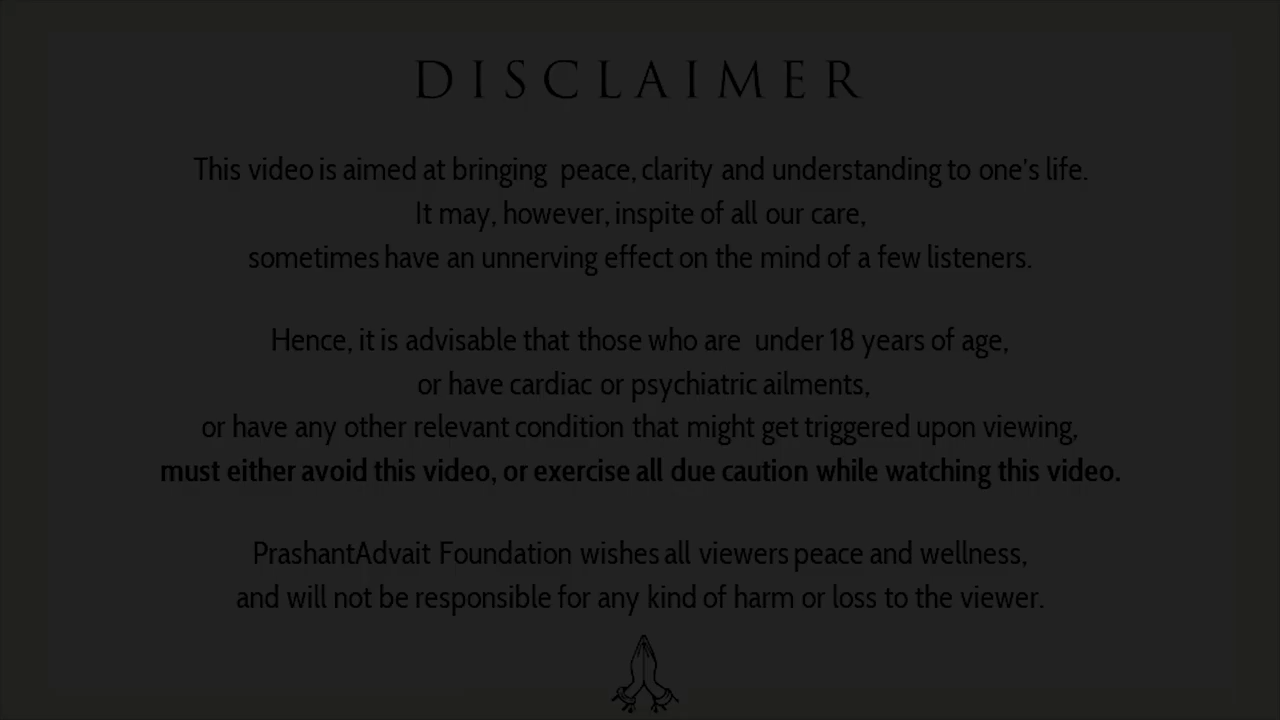 DISCLAIMER
This video is aimed at bringing peace, clarity and understanding to one's life.
It may, however, inspite of all our care,
sometimes have an unnerving effect on the mind of a few listeners.
Hence, it is advisable that those who are under 18 years of age,
or have cardiac or psychiatric ailments,
or have any other relevant condition that might get triggered upon viewing,
must either avoid this video, or exercise all due caution while watching this video.
PrashantAdvait Foundation wishes all viewers peace and wellness,
and will not be responsible for any kind of harm or loss to the viewer.